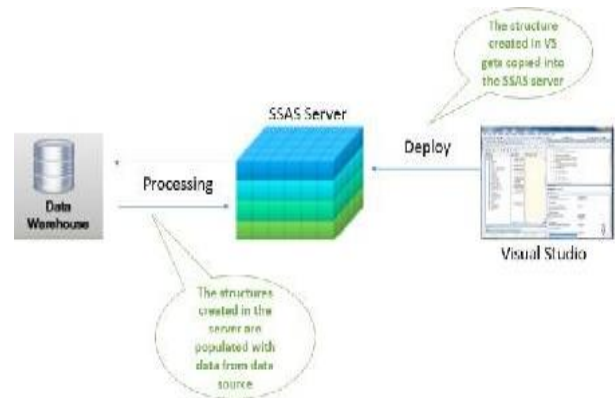 The structure
created in VS
gets copied into
the SSAS server
SSAS Server
Deploy
Processing
Data
Warehouse
Visual Studio
The structures
created in the
server are
populated with
data from data
source